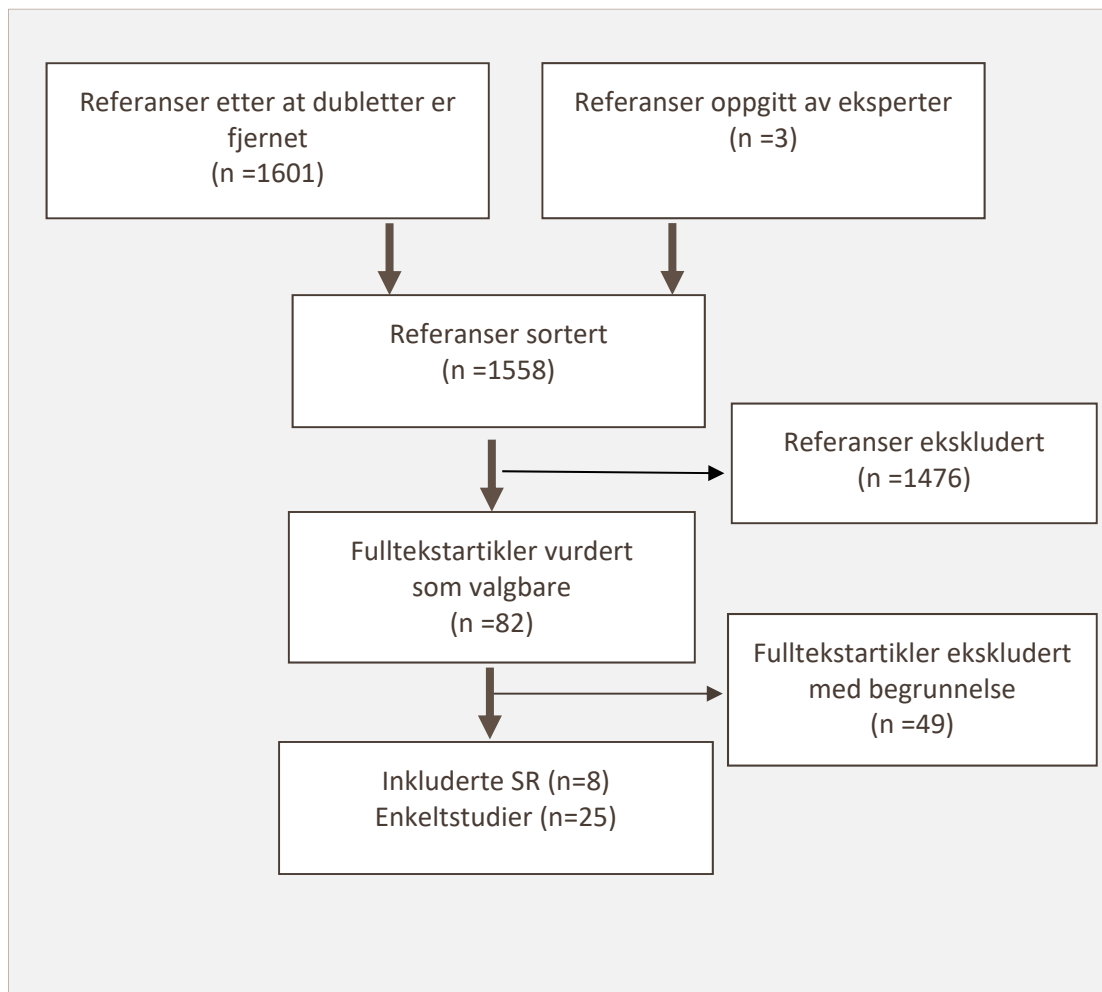 Referanser etter at dubletter er
fjernet
(n =1601)
Referanser oppgitt av eksperter
(n =3)
Referanser sortert
(n =1558)
Referanser ekskludert
(n =1476)
Fulltekstartikler vurdert
som valgbare
(n =82)
Fulltekstartikler ekskludert
med begrunnelse
(n =49)
Inkluderte SR (n=8)
Enkeltstudier (n=25)